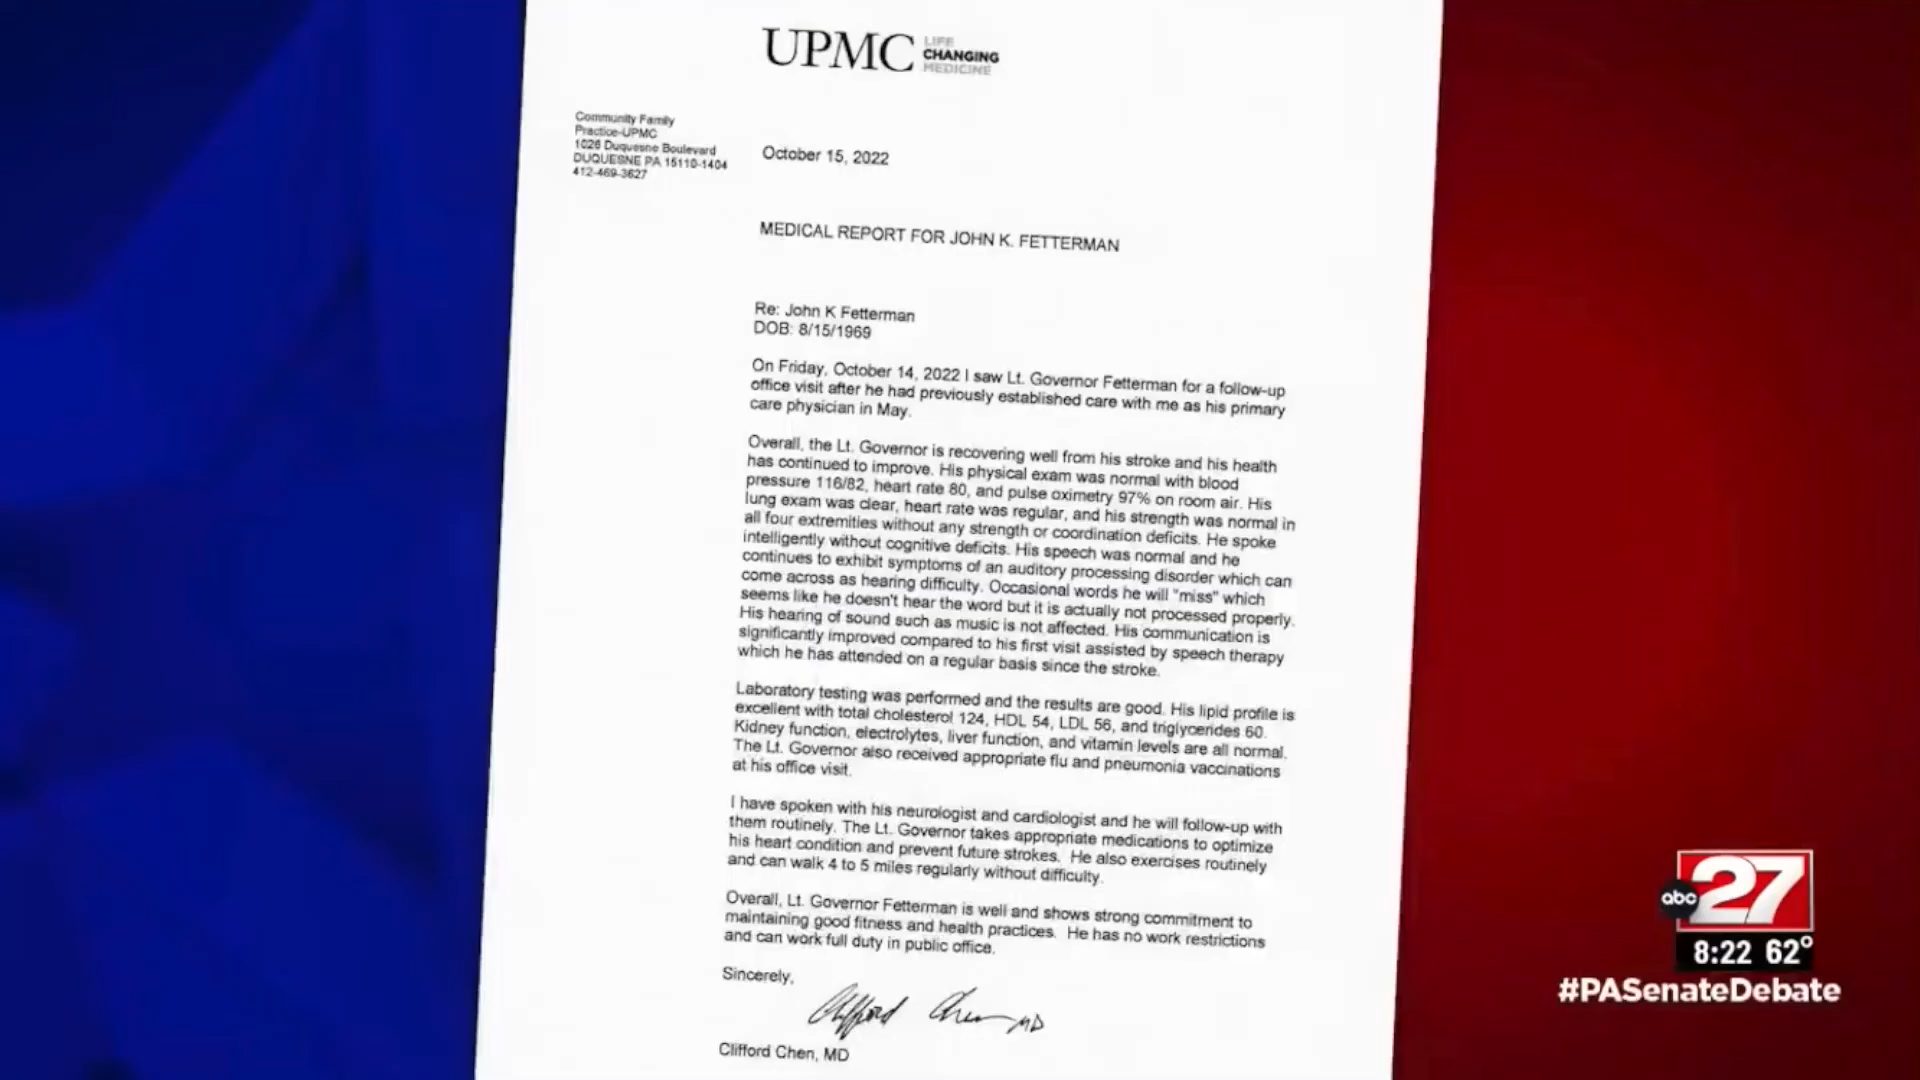 UPMC LIFE
CHANGING
MEDICINE
Community Family
Practice-UPMC
1026 Duquesne Boulevard
DUQUESNE PA 15110-1404
412-469-3627
October 15, 2022
MEDICAL REPORT FOR JOHN K. FETTERMAN
Re: John K Fetterman
DOB: 8/15/1969
On Friday, October 14, 2022 I saw Lt. Governor Fetterman for a follow-up
office visit after he had previously established care with me as his primary
care physician in May.
Overall, the Lt. Governor is recovering well from his stroke and his health
has continued to improve. His physical exam was normal with blood
pressure 116/82, heart rate 80, and pulse oximetry 97% on room air. His
lung exam was clear, heart rate was regular, and his strength was normal in
all four extremities without any strength or coordination deficits. He spoke
intelligently without cognitive deficits. His speech was normal and he
continues to exhibit symptoms of an auditory processing disorder which can
come across as hearing difficulty. Occasional words he will "miss" which
seems like he doesn't hear the word but it is actually not processed properly.
His hearing of sound such as music is not affected. His communication is
significantly improved compared to his first visit assisted by speech therapy
which he has attended on a regular basis since the stroke.
Laboratory testing was performed and the results are good. His lipid profile is
excellent with total cholesterol 124, HDL 54, LDL 56, and triglycerides 60.
Kidney function, electrolytes, liver function, and vitamin levels are all normal.
The Lt. Governor also received appropriate flu and pneumonia vaccinations
at his office visit.
I have spoken with his neurologist and cardiologist and he will follow-up with
them routinely. The Lt. Governor takes appropriate medications to optimize
his heart condition and prevent future strokes. He also exercises routinely
and can walk 4 to 5 miles regularly without difficulty.
Overall, Lt. Governor Fetterman is well and shows strong commitment to
maintaining good fitness and health practices. He has no work restrictions
and can work full duty in public office.
Sincerely,
Clifford Chen MD
Clifford Chen, MD
abc 27
8:22 62°
#PASenateDebate